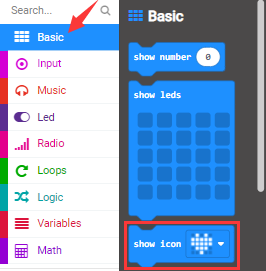 Search...
Basic
Input
Music
Led
Radio
Loops
Logic
Variables
Math
Basic
show number 0
show leds
show icon